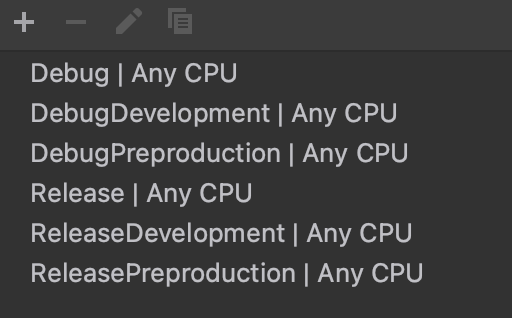 Debug | Any CPU
DebugDevelopment | Any CPU
DebugPreproduction | Any CPU
Release | Any CPU
ReleaseDevelopment | Any CPU
ReleasePreproduction | Any CPU